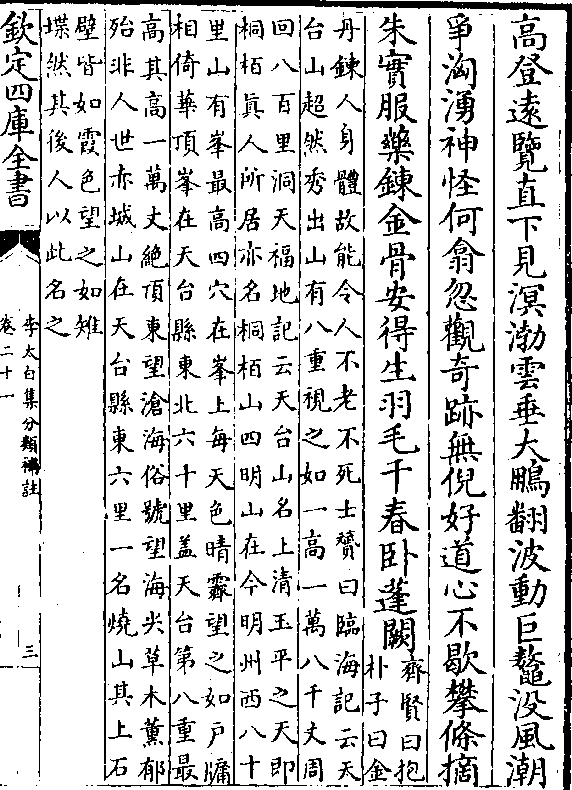 高登遠覽直下見溟渤雲垂大鵬翻波動巨鼇没風潮
爭洶湧神怪何翕忽觀奇跡無倪好道心不歇攀條摘
朱實服藥鍊金骨安得生羽毛千春卧蓬闕
齊賢曰抱
朴子曰金
丹鍊人身體故能令人不老不死士贇曰臨海記云天
台山超然秀出山有八重視之如一高一萬八千丈周
回八百里洞天福地記云天台山名上清玉平之天即
桐栢眞人所居亦名桐栢山四明山在今明州西八十
里山有峯最高四穴在峯上每天色晴霽望之如戶牖
相倚華頂峯在天台縣東北六十里盖天台第八重最
高其高一萬丈絶頂東望滄海俗號望海尖草木薰郁
殆非人世赤城山在天台縣東六里一名燒山其上石
壁皆如霞色望之如雉
堞然其後人以此名之
欽定四庫全書
李太白集分類補註
卷二十一
三